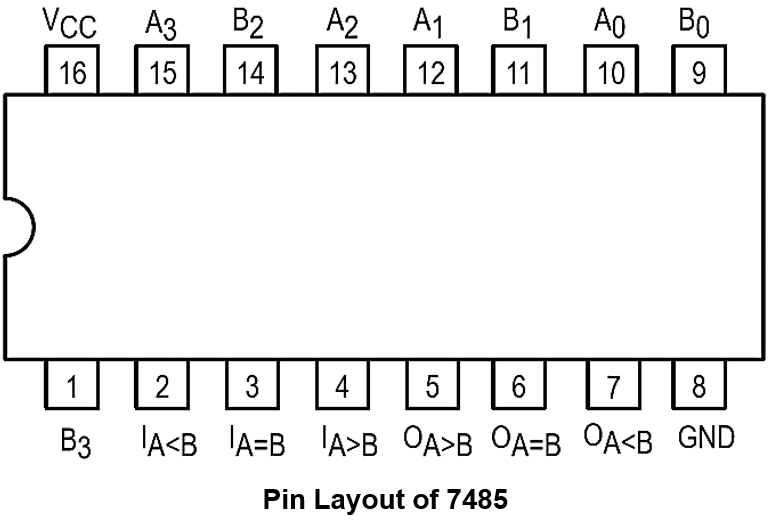 VCC A3 B2 A2 A1 B1 A0 B0
16 15 14 13 12 11 10 9
1 2 3 4 5 6 7 8
B3 IA<B IA=B IA>B OA>B OA=B OA<B GND
Pin Layout of 7485